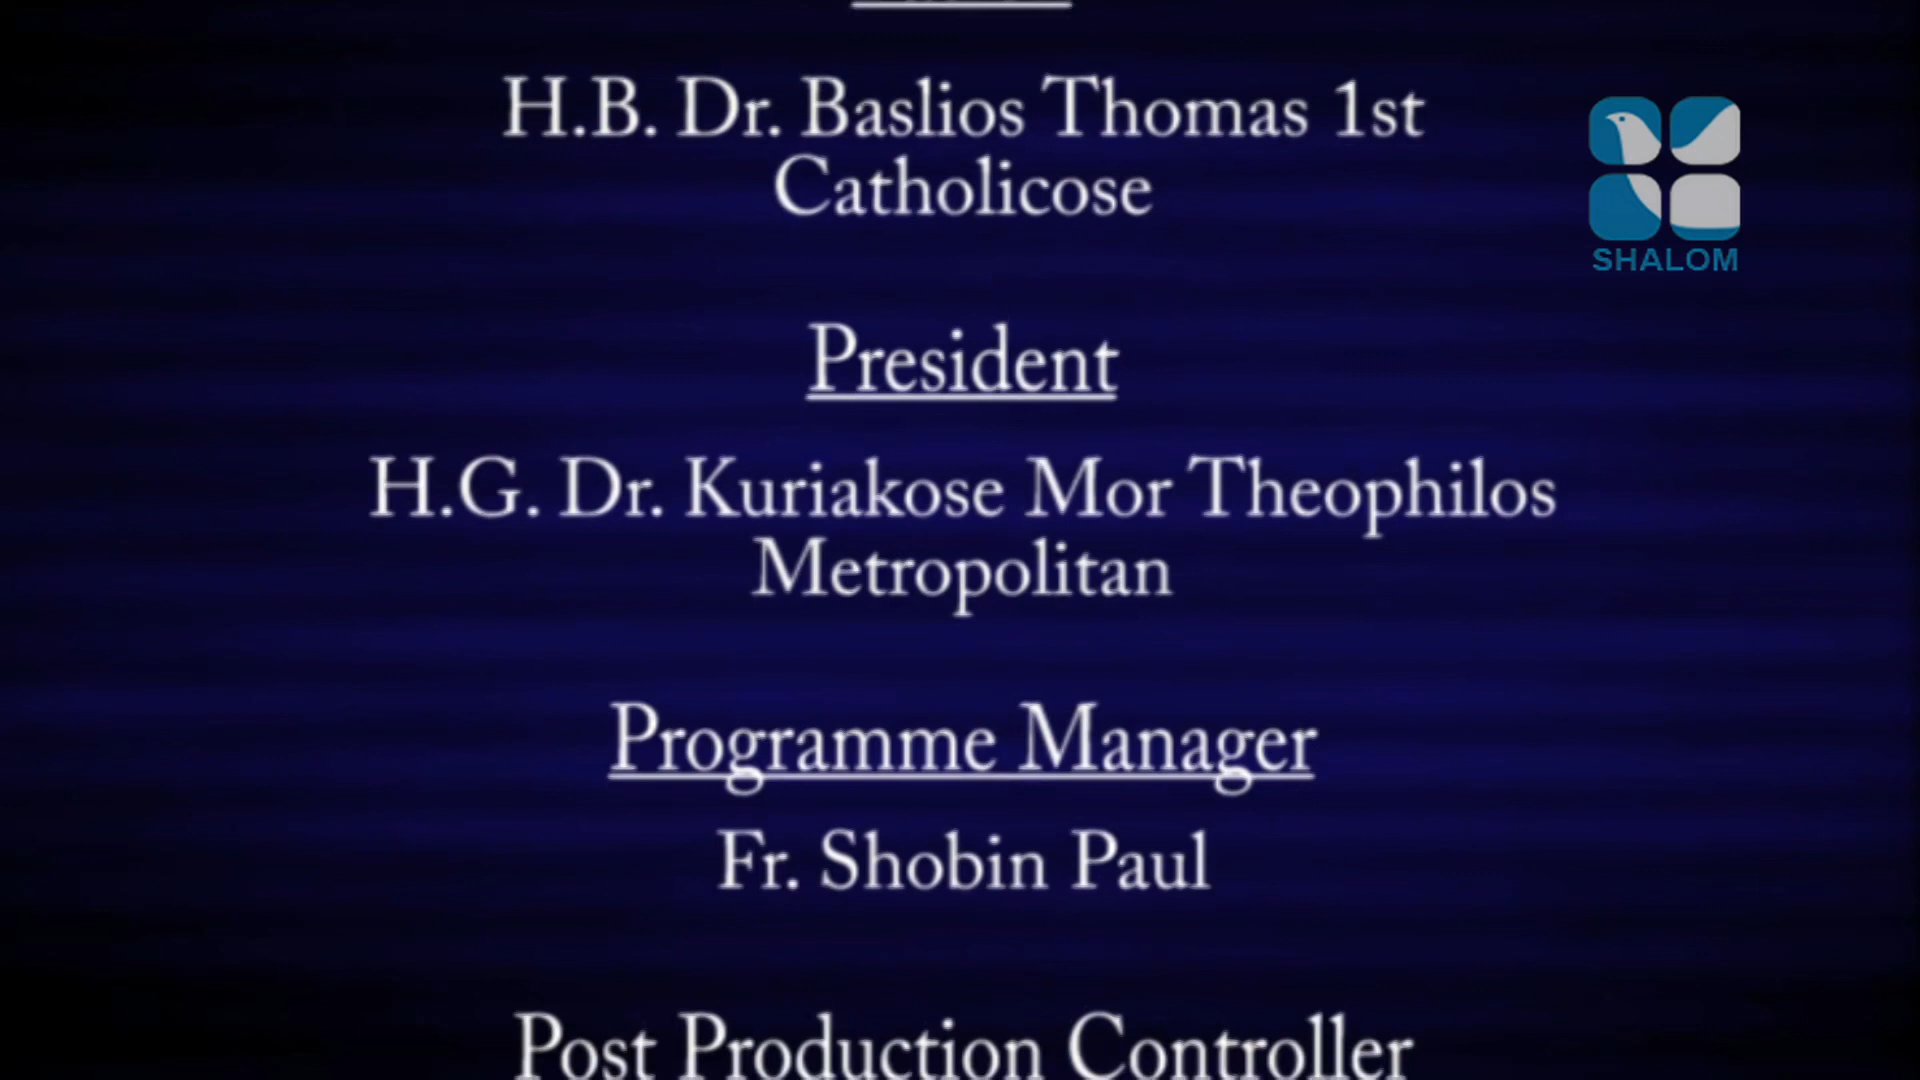 H.B. Dr. Baslios Thomas 1st
Catholicose
SHALOM
President
H.G. Dr. Kuriakose Mor Theophilos
Metropolitan
Programme Manager
Fr. Shobin Paul
Post Production Controller